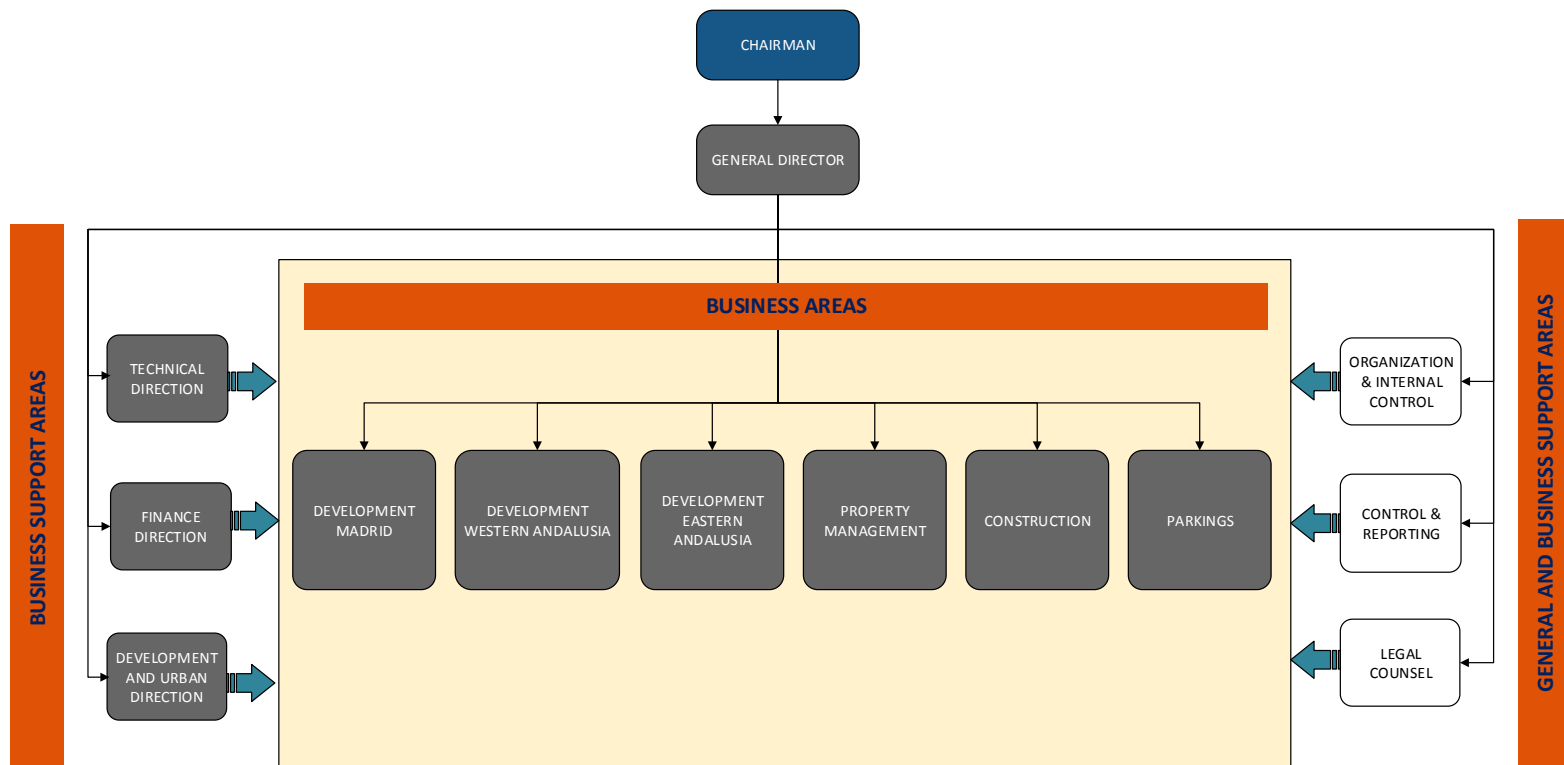 CHAIRMAN
GENERAL DIRECTOR
BUSINESS SUPPORT AREAS
GENERAL AND BUSINESS SUPPORT AREAS
BUSINESS AREAS
TECHNICAL
DIRECTION
FINANCE
DIRECTION
DEVELOPMENT
AND URBAN
DIRECTION
DEVELOPMENT
MADRID
DEVELOPMENT
WESTERN ANDALUSIA
DEVELOPMENT
EASTERN
ANDALUSIA
PROPERTY
MANAGEMENT
CONSTRUCTION
PARKINGS
ORGANIZATION
& INTERNAL
CONTROL
CONTROL &
REPORTING
LEGAL
COUNSEL